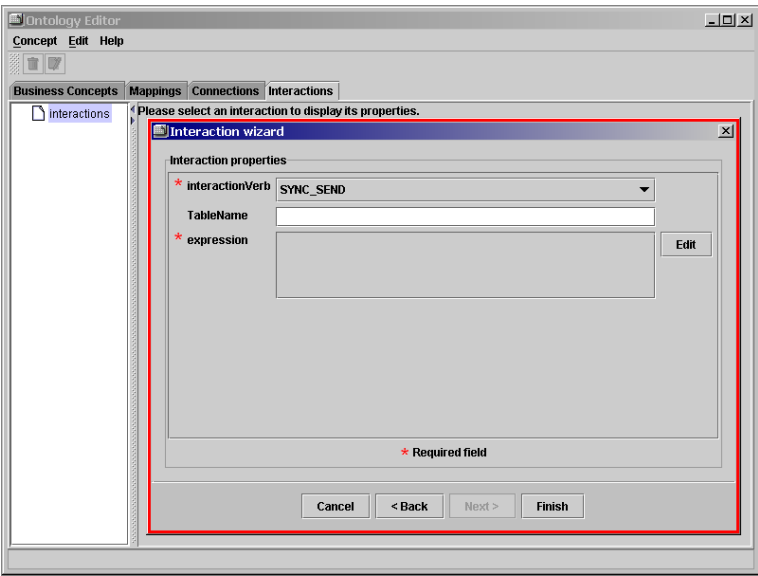 Ontology Editor
Concept Edit Help
Business Concepts Mappings Connections Interactions
interactions
Please select an interaction to display its properties.
Interaction wizard
Interaction properties
* interactionVerb SYNC_SEND
TableName
* expression
Edit
* Required field
Cancel < Back Next > Finish